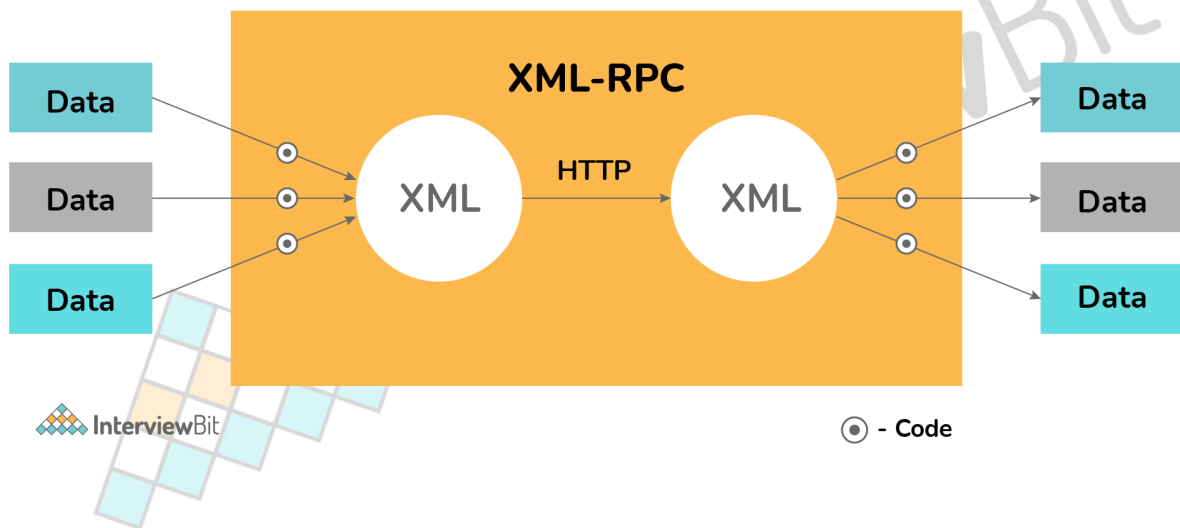 XML-RPC
Data
Data
Data
XML
HTTP
XML
Data
Data
Data
InterviewBit
- Code